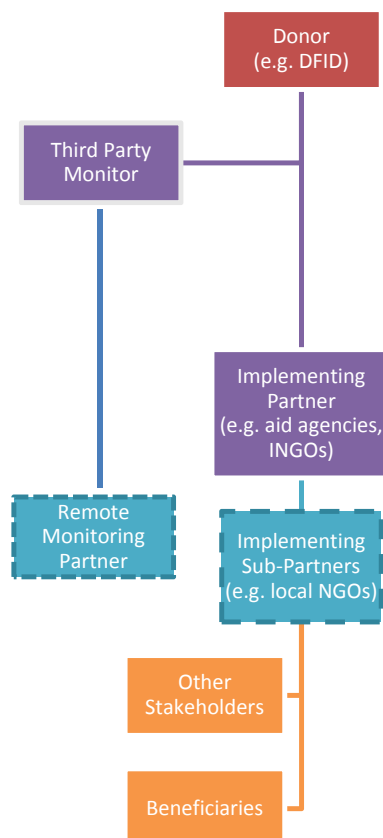 Donor
(e.g. DFID)
Third Party
Monitor
Implementing
Partner
(e.g. aid agencies,
INGOs)
Remote
Monitoring
Partner
Implementing
Sub-Partners
(e.g. local NGOs)
Other
Stakeholders
Beneficiaries